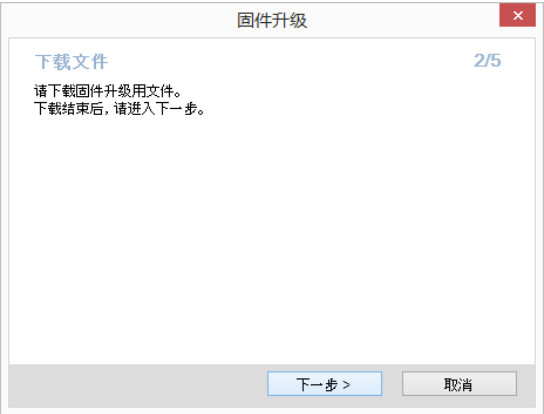 固件升级
下载文件 2/5
请下载固件升级用文件。
下载结束后,请进入下一步。
下一步 > 取消